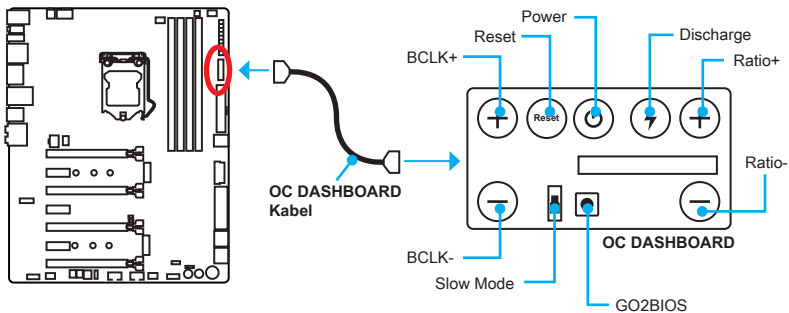 Power
Reset
Discharge
BCLK+
Ratio+
Reset
OC DASHBOARD
Kabel
Ratio-
OC DASHBOARD
BCLK-
Slow Mode
GO2BIOS